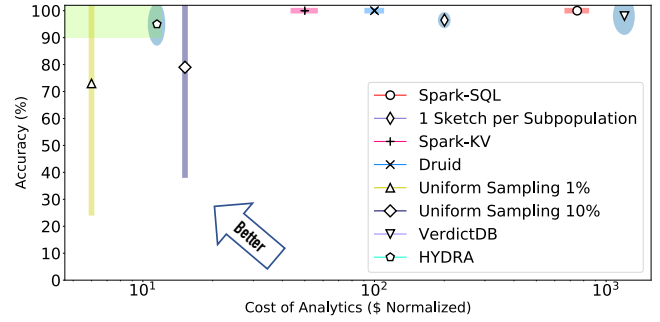 100
90
80
70
60
50
40
30
20
10
0
Accuracy (%)
Spark-SQL
1 Sketch per Subpopulation
Spark-KV
Druid
Uniform Sampling 1%
Uniform Sampling 10%
VerdictDB
HYDRA
Better
10¹ 10² 10³
Cost of Analytics ($ Normalized)